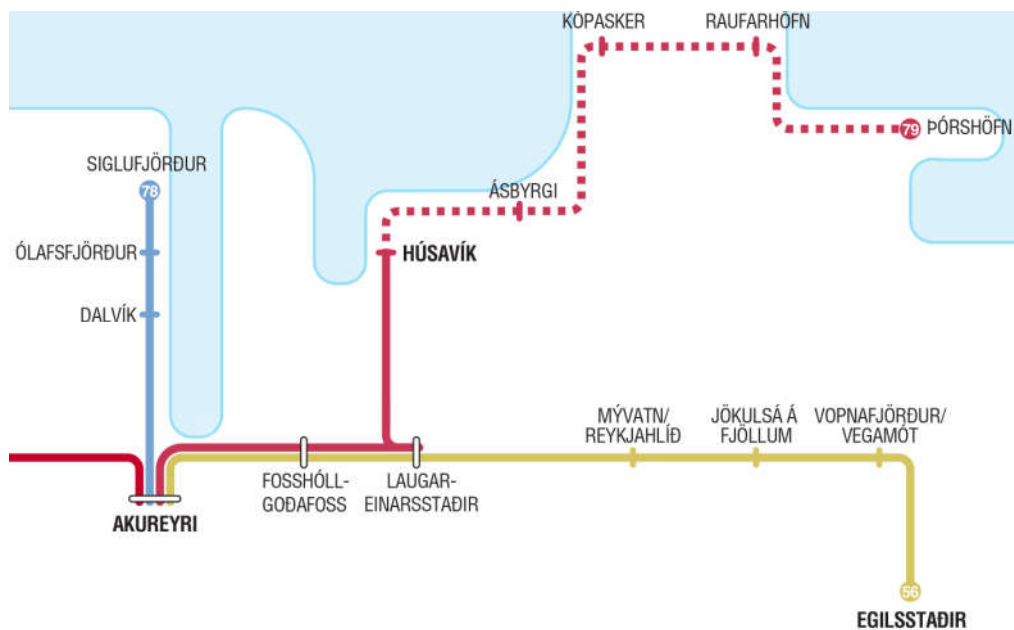 KÓPASKER
RAUFARHÖFN
79
ÞÓRSHÖFN
SIGLUFJÖRÐUR
78
ÁSBYRGI
ÓLAFSFJÖRÐUR
HÚSAVÍK
DALVÍK
MÝVATN/
REYKJAHLÍÐ
JÖKULSÁ Á
FJÖLLUM
VOPNAFJÖRÐUR/
VEGAMÓT
FOSSHÓLL-
GOÐAFOSS
LAUGAR-
EINARSSTAÐIR
AKUREYRI
56
EGILSSTAÐIR